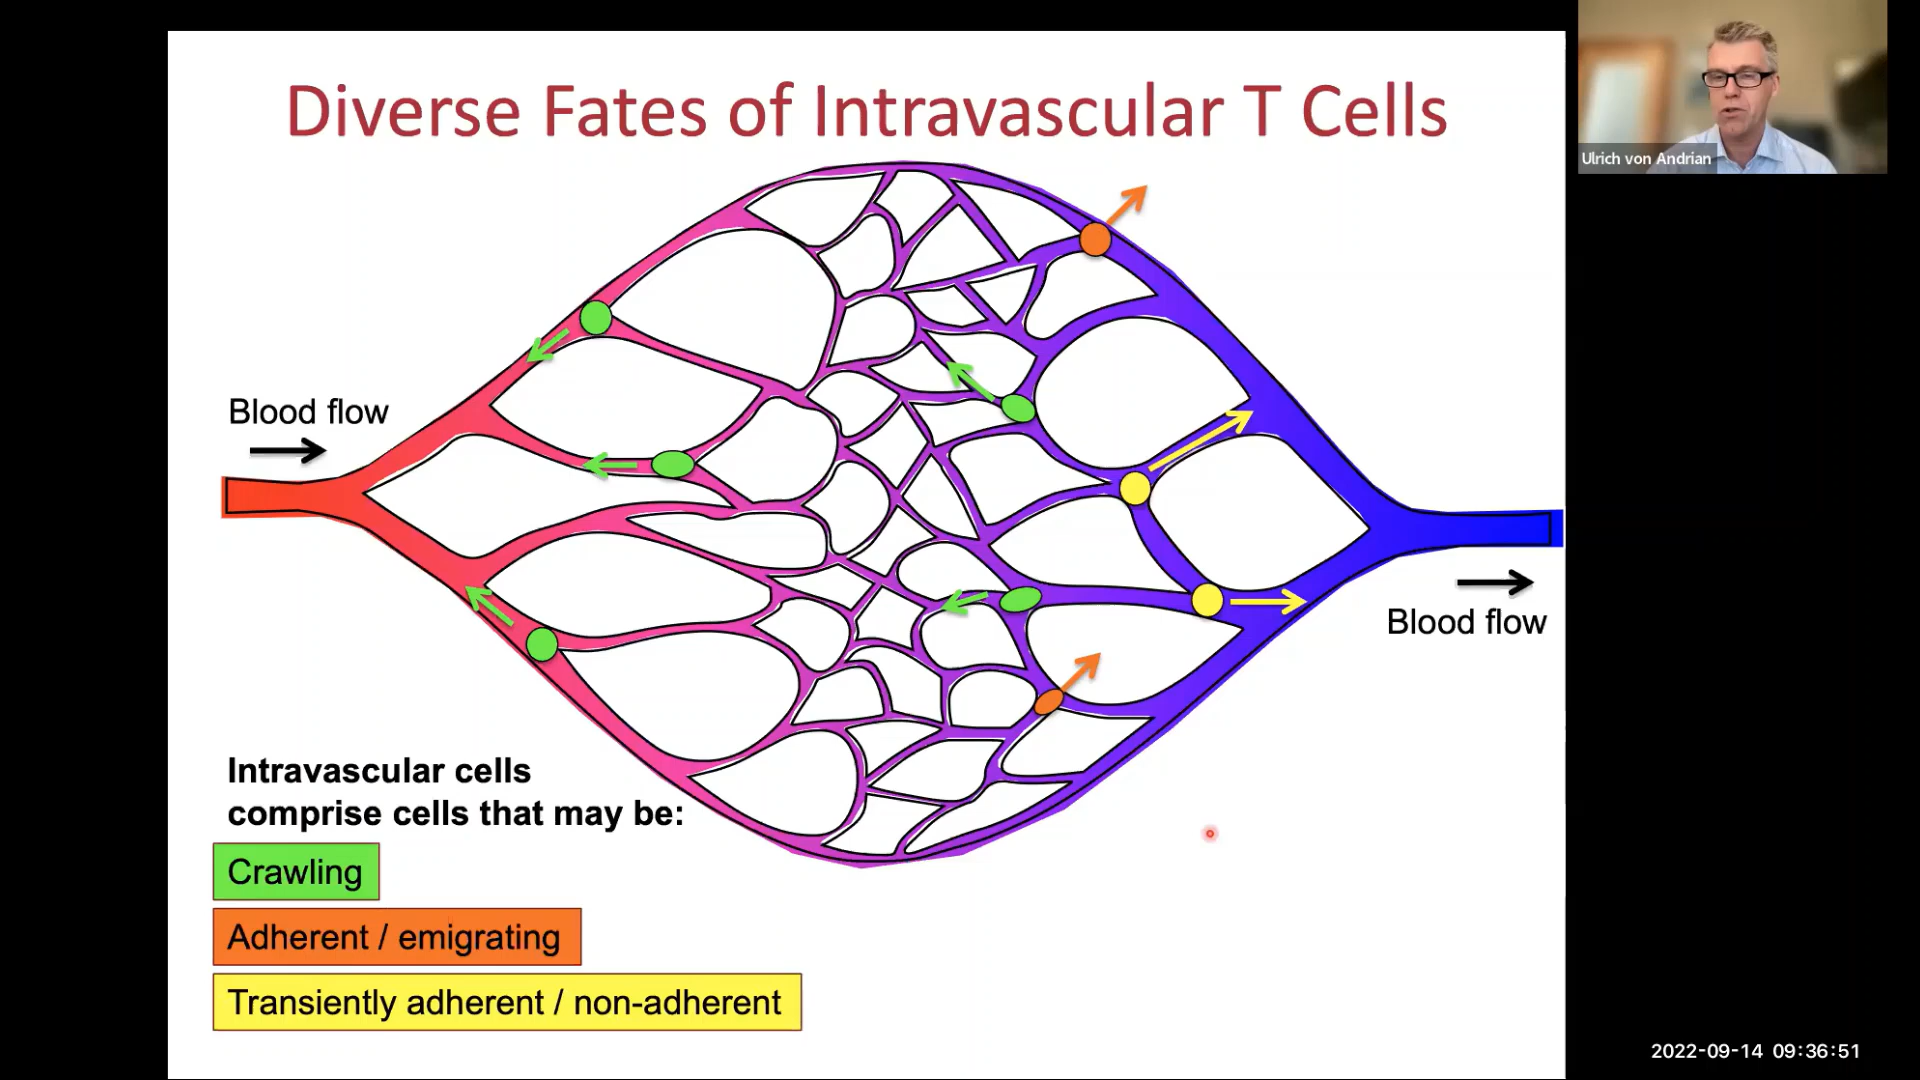 Diverse Fates of Intravascular T Cells
Ulrich von Andrian
Blood flow
Blood flow
Intravascular cells
comprise cells that may be:
Crawling
Adherent / emigrating
Transiently adherent / non-adherent
2022-09-14 09:36:51